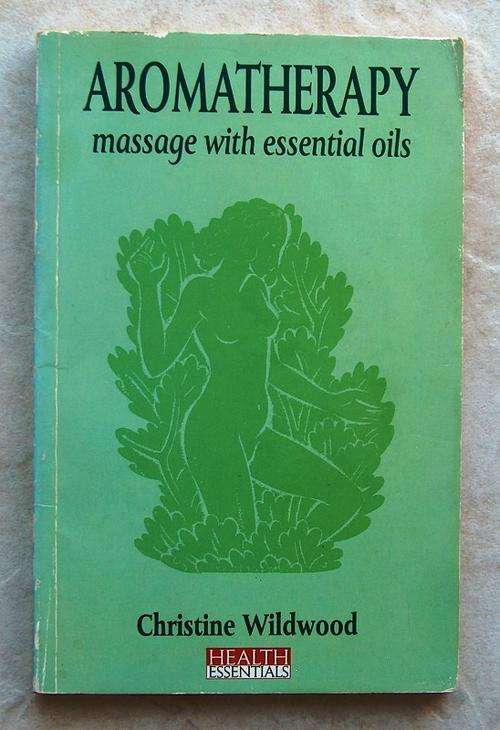 AROMATHERAPY
massage with essential oils
Christine Wildwood
HEALTH
ESSENTIALS